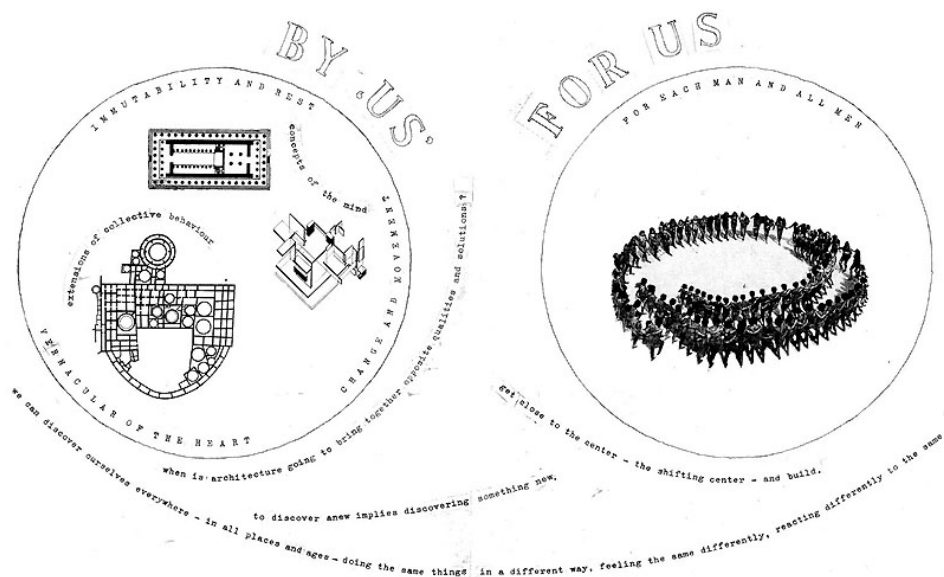 BY 'US'
FOR US
IMMUTABILITY AND REST
concepts of the mind
extensions of collective behaviour
CHANGE AND MOVEMENT
VERNACULAR OF THE HEART
when is architecture going to bring together opposite qualities and solutions?
FOR EACH MAN AND ALL MEN
get close to the center - the shifting center - and build.
to discover anew implies discovering something new.
we can discover ourselves everywhere - in all places and ages - doing the same things in a different way, feeling the same differently, reacting differently to the same